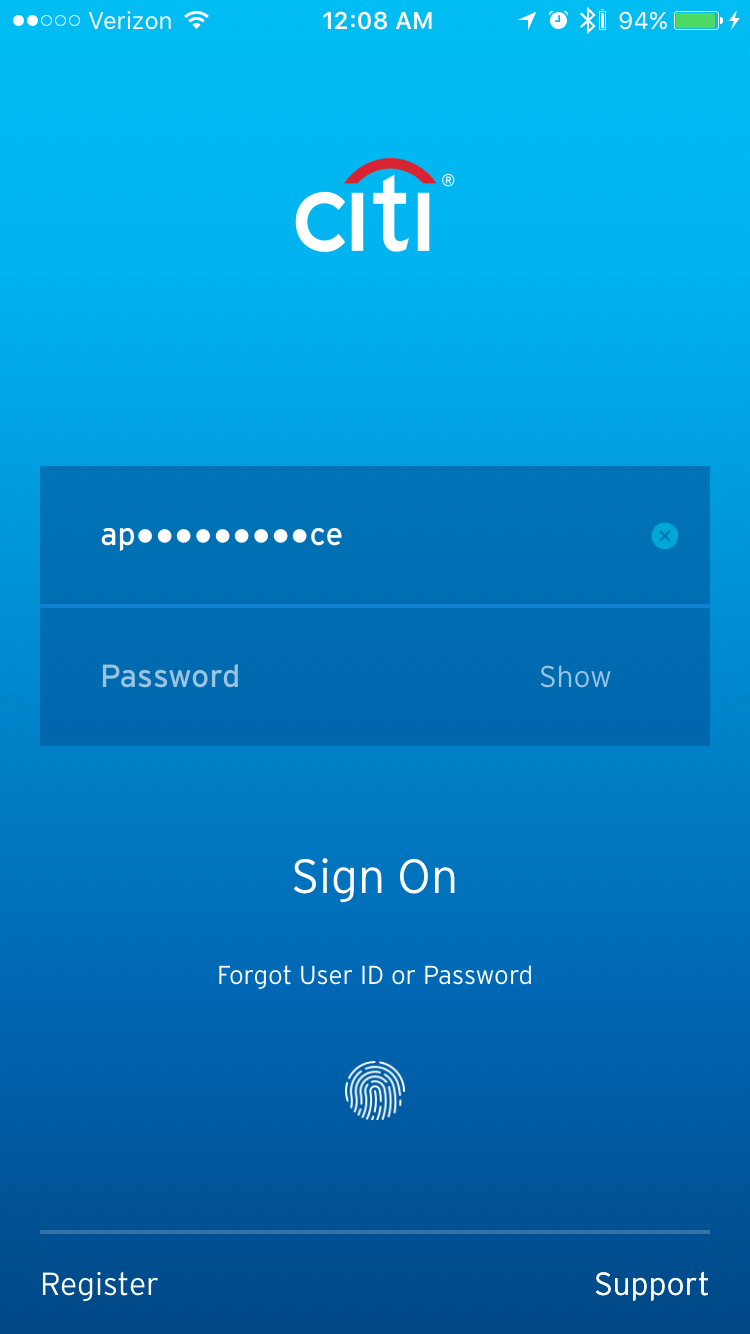 Verizon 12:08 AM 94%
citi®
ap●●●●●●●●●ce
Password Show
Sign On
Forgot User ID or Password
Register Support